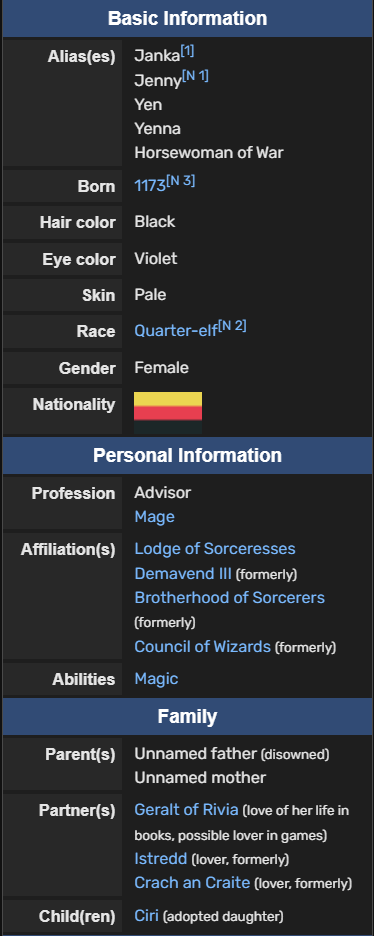 Basic Information
Alias(es) Janka[1]
Jenny[N 1]
Yen
Yenna
Horsewoman of War
Born 1173[N 3]
Hair color Black
Eye color Violet
Skin Pale
Race Quarter-elf[N 2]
Gender Female
Nationality
Personal Information
Profession Advisor
Mage
Affiliation(s) Lodge of Sorceresses
Demavend III (formerly)
Brotherhood of Sorcerers
(formerly)
Council of Wizards (formerly)
Abilities Magic
Family
Parent(s) Unnamed father (disowned)
Unnamed mother
Partner(s) Geralt of Rivia (love of her life in
books, possible lover in games)
Istredd (lover, formerly)
Crach an Craite (lover, formerly)
Child(ren) Ciri (adopted daughter)